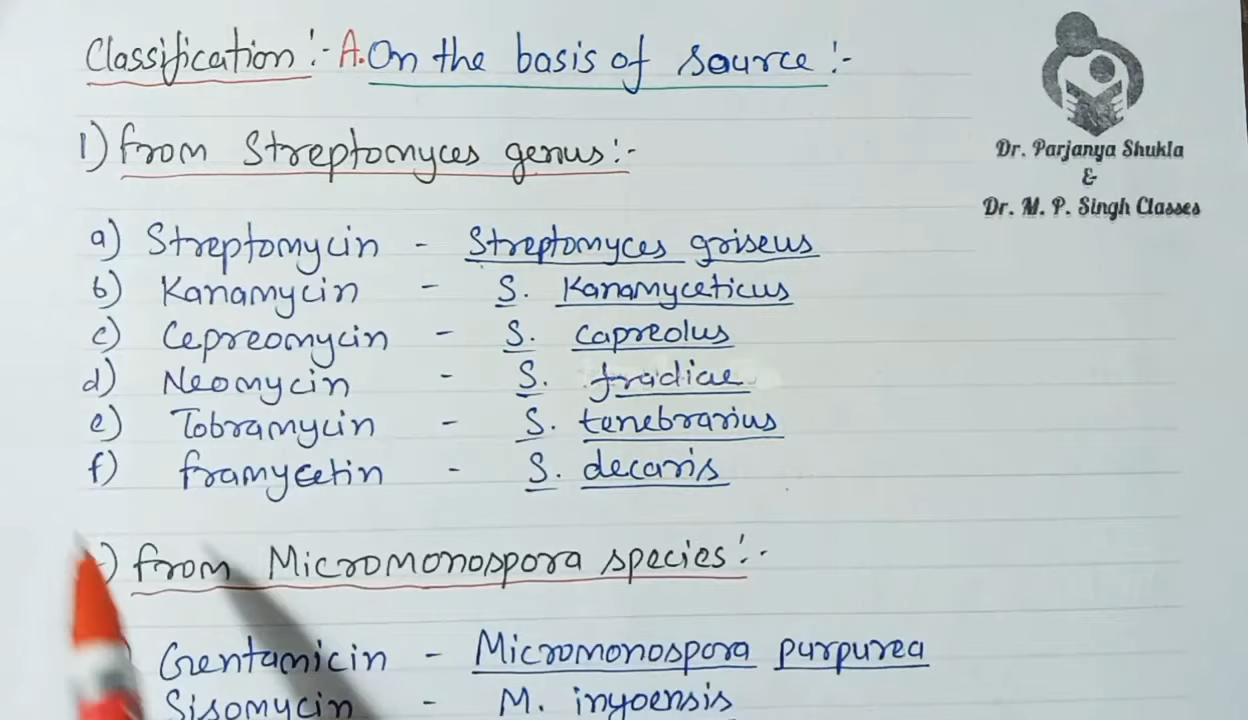 Classification :- A. On the basis of source :-
Dr. Parjanya Shukla
&
Dr. M. P. Singh Classes
1) from Streptomyces genus :-
a) Streptomycin - Streptomyces griseus
b) Kanamycin - S. Kanamyceticus
c) Cepreomycin - S. capreolus
d) Neomycin - S. fradiae
e) Tobramycin - S. tenebrarius
f) framycetin - S. decaris
) from Micromonospora species :-
) Gentamicin - Micromonospora purpurea
Sisomycin - M. inyoensis